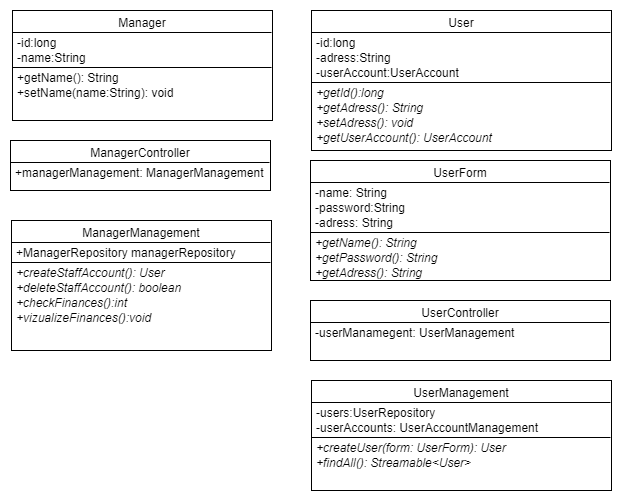 Manager
-id:long
-name:String
+getName(): String
+setName(name:String): void
ManagerController
+managerManagement: ManagerManagement
ManagerManagement
+ManagerRepository managerRepository
+createStaffAccount(): User
+deleteStaffAccount(): boolean
+checkFinances():int
+vizualizeFinances():void
User
-id:long
-adress:String
-userAccount:UserAccount
+getId():long
+getAdress(): String
+setAdress(): void
+getUserAccount(): UserAccount
UserForm
-name: String
-password:String
-adress: String
+getName(): String
+getPassword(): String
+getAdress(): String
UserController
-userManamegent: UserManagement
UserManagement
-users:UserRepository
-userAccounts: UserAccountManagement
+createUser(form: UserForm): User
+findAll(): Streamable<User>